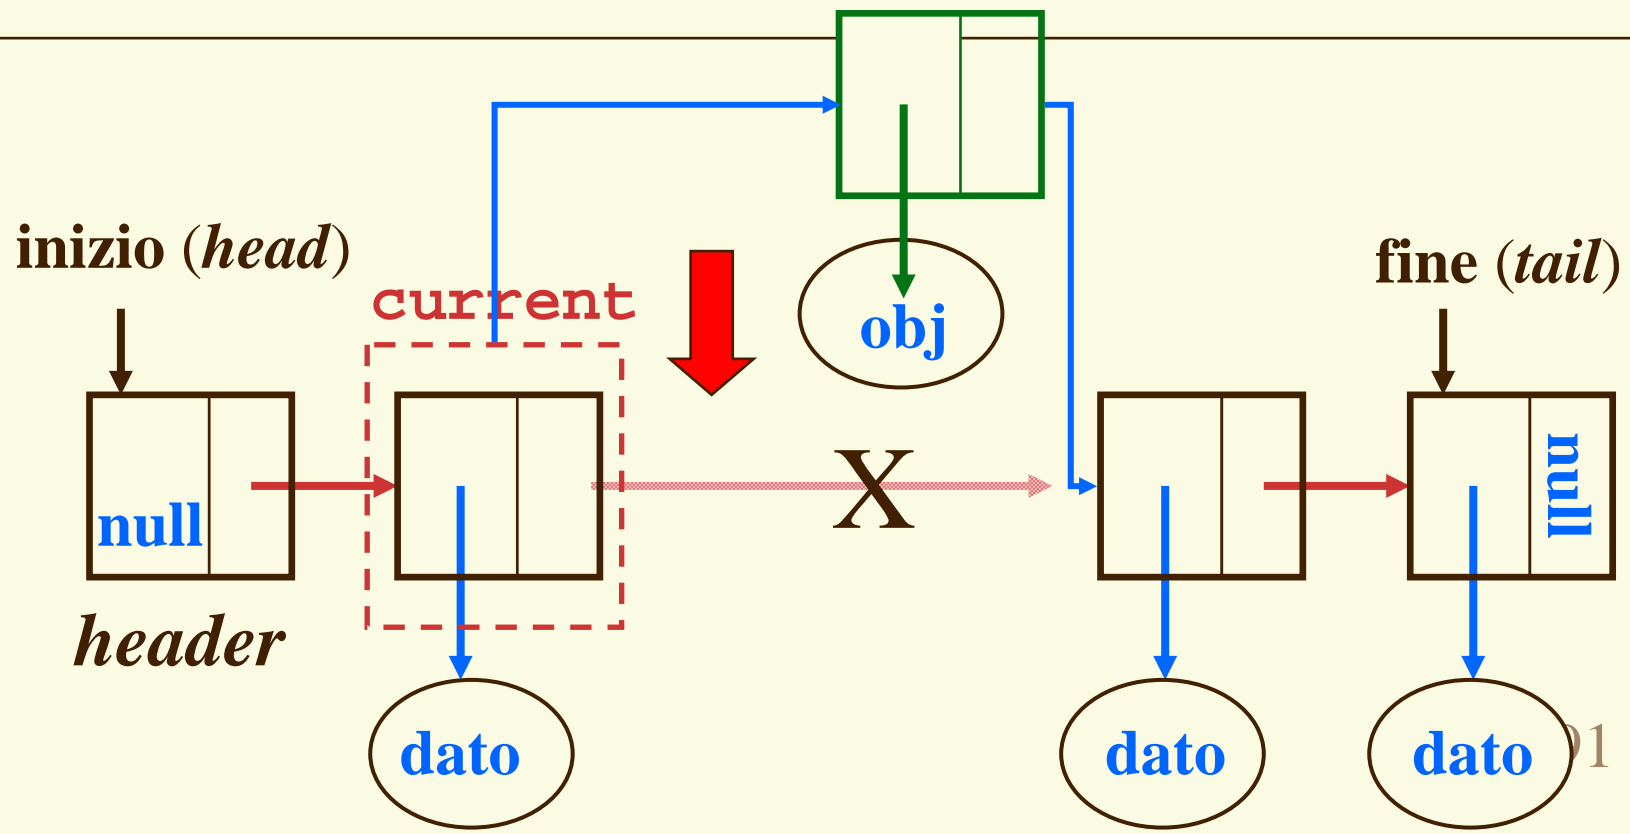 inizio (head)
fine (tail)
current
obj
null
null
X
header
dato
dato
dato